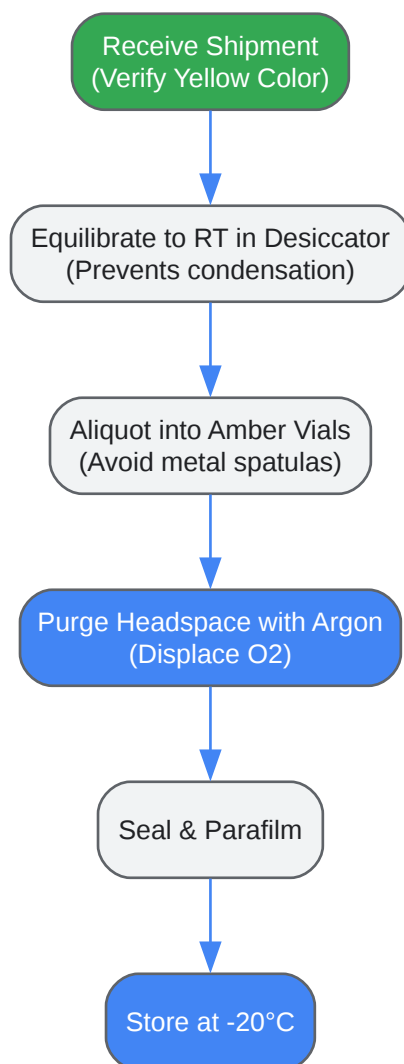 Receive Shipment
(Verify Yellow Color)
Equilibrate to RT in Desiccator
(Prevents condensation)
Aliquot into Amber Vials
(Avoid metal spatulas)
Purge Headspace with Argon
(Displace O2)
Seal & Parafilm
Store at -20°C